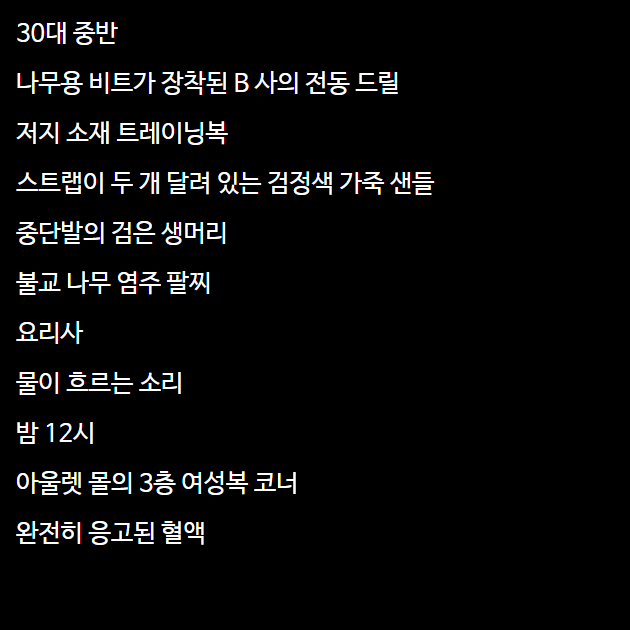 30대 중반
나무용 비트가 장착된 B 사의 전동 드릴
저지 소재 트레이닝복
스트랩이 두 개 달려 있는 검정색 가죽 샌들
중단발의 검은 생머리
불교 나무 염주 팔찌
요리사
물이 흐르는 소리
밤 12시
아울렛 몰의 3층 여성복 코너
완전히 응고된 혈액